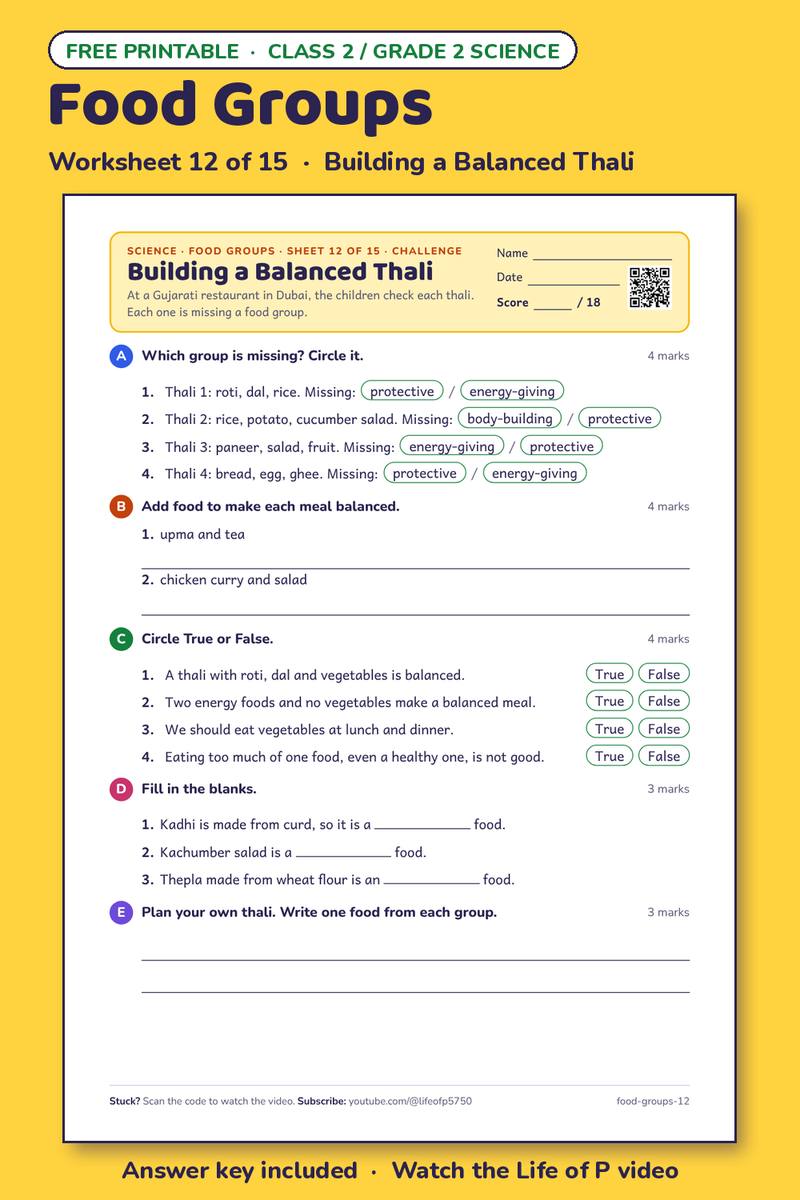 FREE PRINTABLE · CLASS 2 / GRADE 2 SCIENCE
Food Groups
Worksheet 12 of 15 · Building a Balanced Thali
SCIENCE · FOOD GROUPS · SHEET 12 OF 15 · CHALLENGE
Building a Balanced Thali
At a Gujarati restaurant in Dubai, the children check each thali.
Each one is missing a food group.
Name ____
Date ____
Score ____ / 18
A Which group is missing? Circle it. 4 marks
1. Thali 1: roti, dal, rice. Missing: protective / energy-giving
2. Thali 2: rice, potato, cucumber salad. Missing: body-building / protective
3. Thali 3: paneer, salad, fruit. Missing: energy-giving / protective
4. Thali 4: bread, egg, ghee. Missing: protective / energy-giving
B Add food to make each meal balanced. 4 marks
1. upma and tea
2. chicken curry and salad
C Circle True or False. 4 marks
1. A thali with roti, dal and vegetables is balanced. True False
2. Two energy foods and no vegetables make a balanced meal. True False
3. We should eat vegetables at lunch and dinner. True False
4. Eating too much of one food, even a healthy one, is not good. True False
D Fill in the blanks. 3 marks
1. Kadhi is made from curd, so it is a ____ food.
2. Kachumber salad is a ____ food.
3. Thepla made from wheat flour is an ____ food.
E Plan your own thali. Write one food from each group. 3 marks
Stuck? Scan the code to watch the video. Subscribe: youtube.com/@lifeofp5750 food-groups-12
Answer key included · Watch the Life of P video